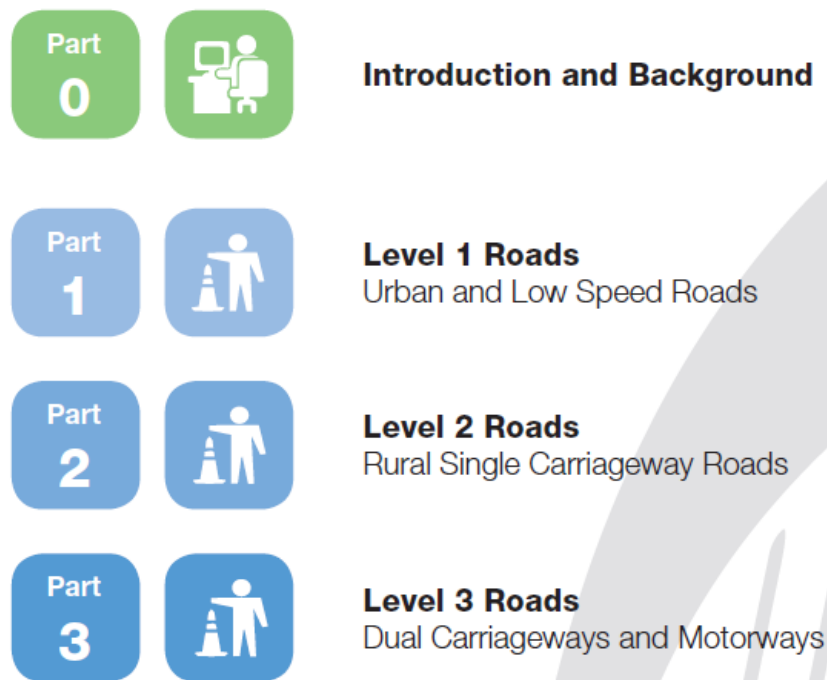 Part
0
Introduction and Background
Part
1
Level 1 Roads
Urban and Low Speed Roads
Part
2
Level 2 Roads
Rural Single Carriageway Roads
Part
3
Level 3 Roads
Dual Carriageways and Motorways